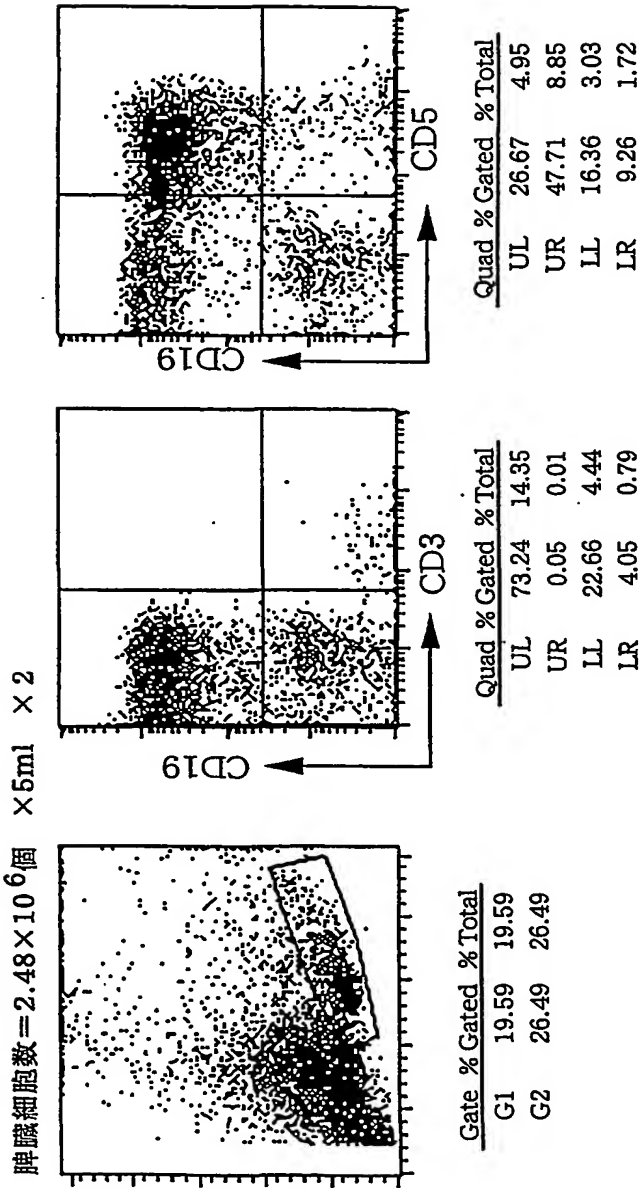 脾臓細胞数=2.48×10⁶個 ×5ml ×2
Gate % Gated % Total
G1 19.59 19.59
G2 26.49 26.49
CD19
CD3
Quad % Gated % Total
UL 73.24 14.35
UR 0.05 0.01
LL 22.66 4.44
LR 4.05 0.79
CD19
CD5
Quad % Gated % Total
UL 26.67 4.95
UR 47.71 8.85
LL 16.36 3.03
LR 9.26 1.72